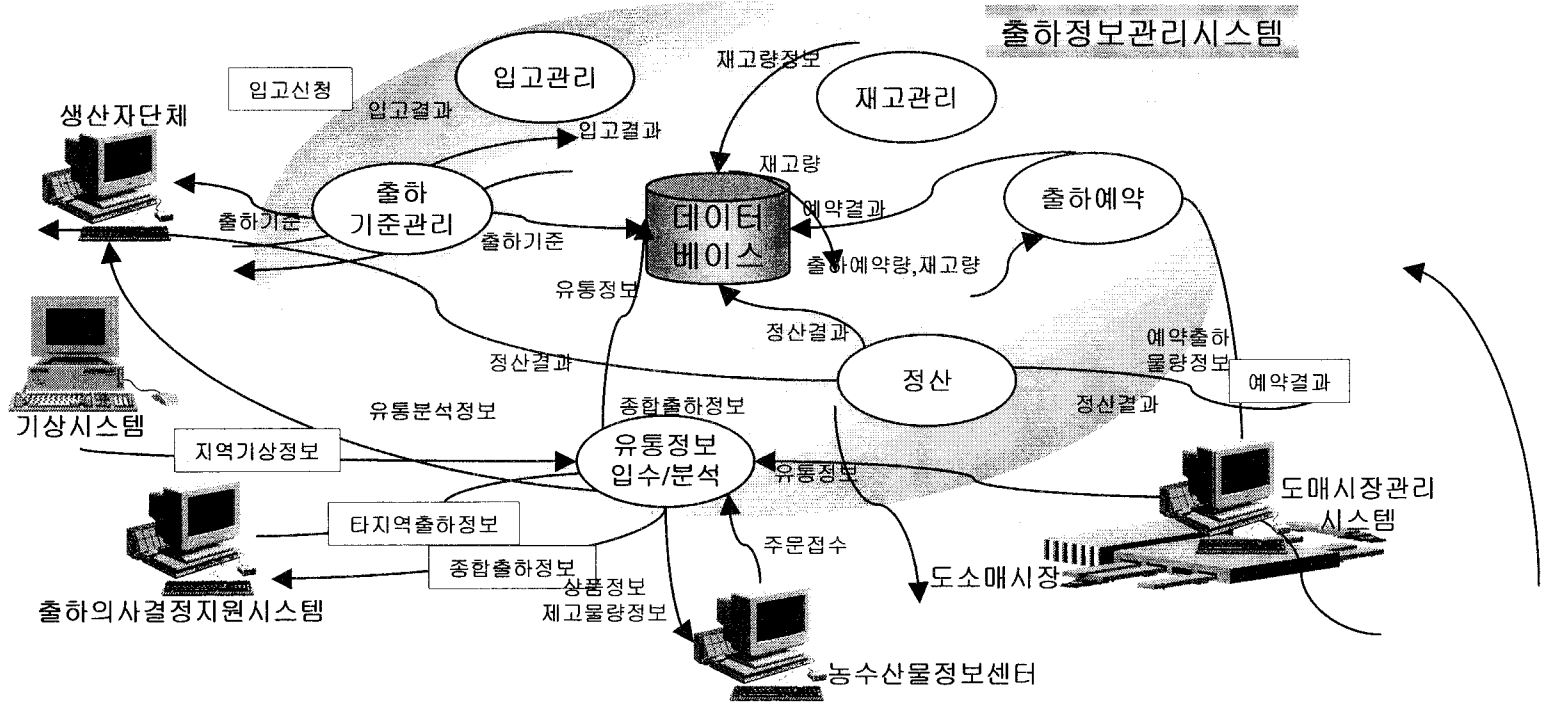 출하정보관리시스템
입고관리
재고량정보
재고관리
입고신청
입고결과
생산자단체
입고결과
재고량
출하
기준관리
출하예약
출하기준
출하기준
데이터
베이스
예약결과
출하예약량,재고량
유통정보
정산결과
정산결과
정산
예약출하
물량정보
예약결과
정산결과
기상시스템
유통분석정보
종합출하정보
지역기상정보
유통정보
입수/분석
유통정보
도매시장관리
시스템
타지역출하정보
주문접수
종합출하정보
상품정보
제고물량정보
도소매시장
출하의사결정지원시스템
농수산물정보센터